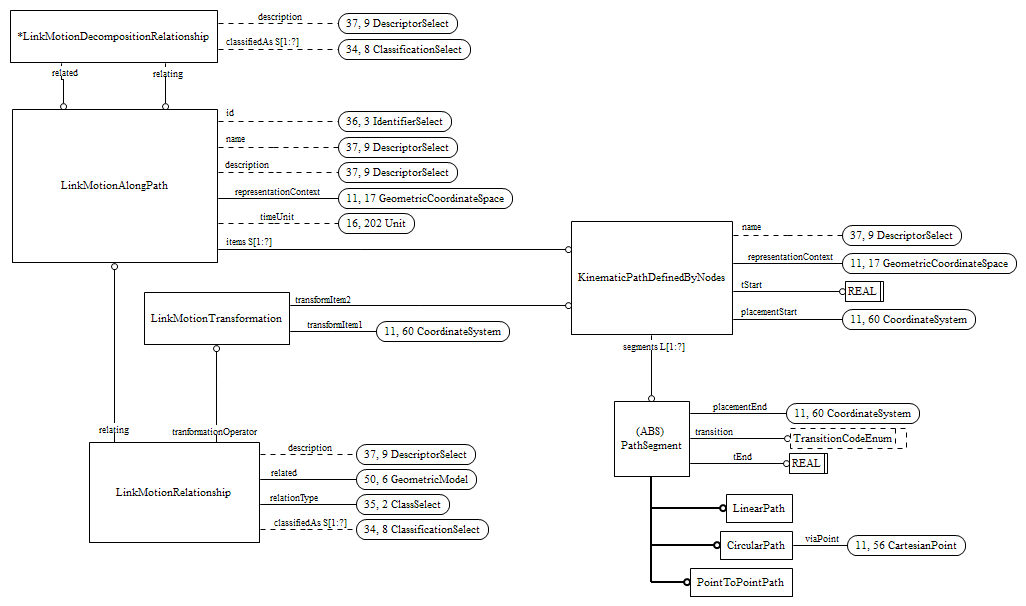 description
37, 9 DescriptorSelect
*LinkMotionDecompositionRelationship
classifiedAs S[1:?]
34, 8 ClassificationSelect
related
relating
id
36, 3 IdentifierSelect
name
37, 9 DescriptorSelect
description
37, 9 DescriptorSelect
LinkMotionAlongPath
representationContext
11, 17 GeometricCoordinateSpace
timeUnit
16, 202 Unit
items S[1:?]
name
37, 9 DescriptorSelect
representationContext
11, 17 GeometricCoordinateSpace
KinematicPathDefinedByNodes
tStart
REAL
placementStart
11, 60 CoordinateSystem
transformItem2
LinkMotionTransformation
transformItem1
11, 60 CoordinateSystem
segments L[1:?]
placementEnd
11, 60 CoordinateSystem
(ABS)
PathSegment
transition
TransitionCodeEnum
tEnd
REAL
relating
tranformationOperator
description
37, 9 DescriptorSelect
related
50, 6 GeometricModel
LinkMotionRelationship
relationType
35, 2 ClassSelect
classifiedAs S[1:?]
34, 8 ClassificationSelect
LinearPath
CircularPath
viaPoint
11, 56 CartesianPoint
PointToPointPath